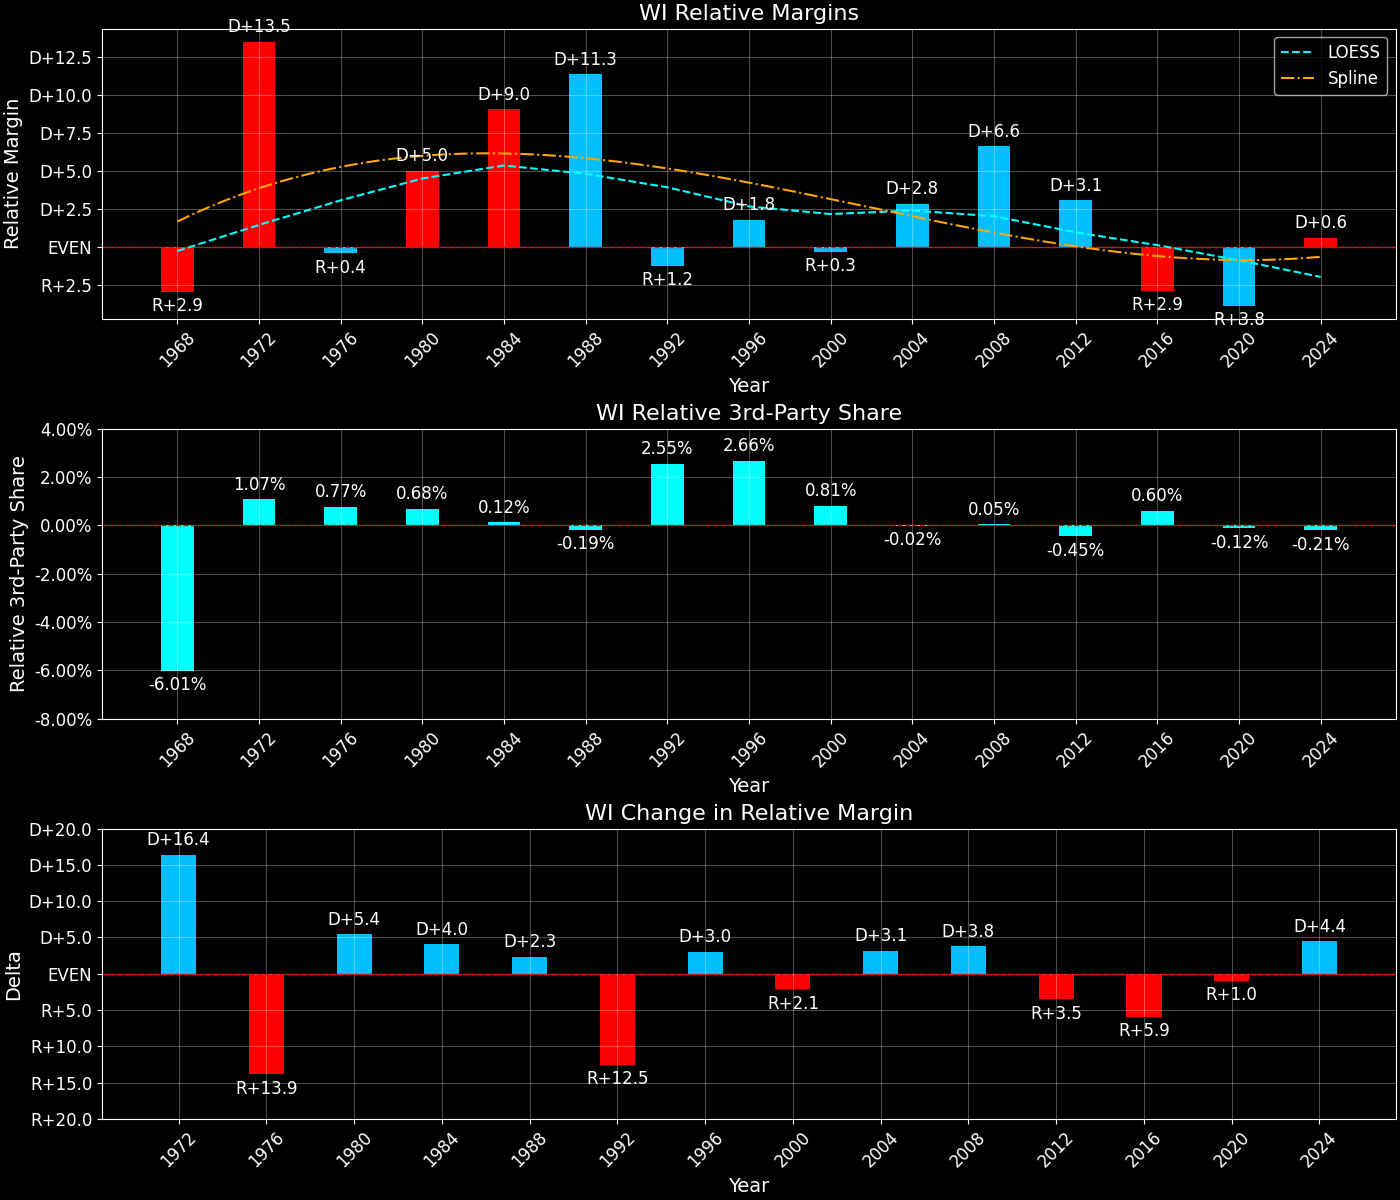 WI Relative Margins
Relative Margin
D+12.5
D+10.0
D+7.5
D+5.0
D+2.5
EVEN
R+2.5
D+13.5
D+11.3
D+9.0
D+6.6
D+5.0
D+2.8
D+3.1
D+1.8
D+0.6
R+0.4
R+1.2
R+0.3
R+2.9
R+2.9
R+3.8
LOESS
Spline
1968 1972 1976 1980 1984 1988 1992 1996 2000 2004 2008 2012 2016 2020 2024
Year
WI Relative 3rd-Party Share
Relative 3rd-Party Share
4.00%
2.00%
0.00%
-2.00%
-4.00%
-6.00%
-8.00%
-6.01%
1.07%
0.77%
0.68%
0.12%
-0.19%
2.55%
2.66%
0.81%
-0.02%
0.05%
-0.45%
0.60%
-0.12%
-0.21%
1968 1972 1976 1980 1984 1988 1992 1996 2000 2004 2008 2012 2016 2020 2024
Year
WI Change in Relative Margin
Delta
D+20.0
D+15.0
D+10.0
D+5.0
EVEN
R+5.0
R+10.0
R+15.0
R+20.0
D+16.4
R+13.9
D+5.4
D+4.0
D+2.3
R+12.5
D+3.0
R+2.1
D+3.1
D+3.8
R+3.5
R+5.9
R+1.0
D+4.4
1972 1976 1980 1984 1988 1992 1996 2000 2004 2008 2012 2016 2020 2024
Year